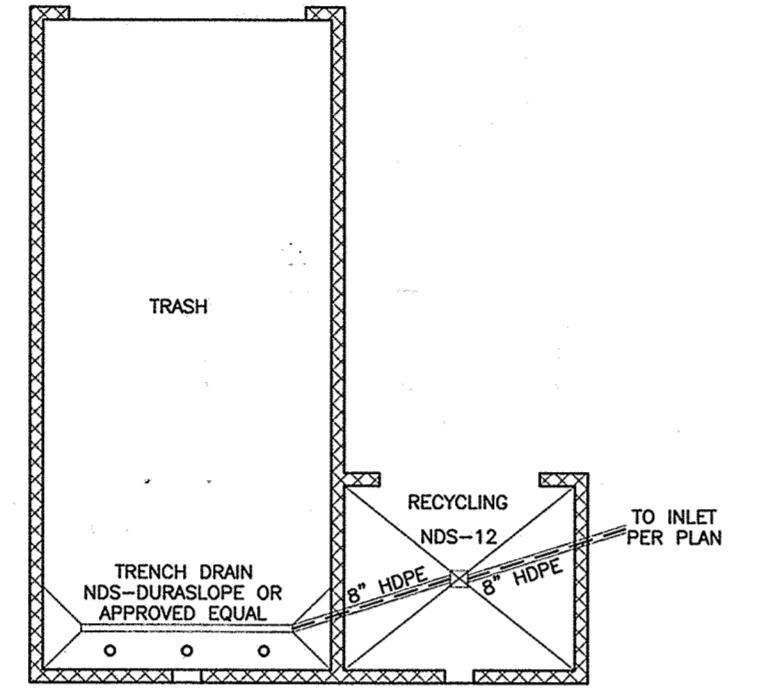 TRASH
RECYCLING
NDS-12
TO INLET
PER PLAN
TRENCH DRAIN
NDS-DURASLOPE OR
APPROVED EQUAL
8" HDPE
8" HDPE